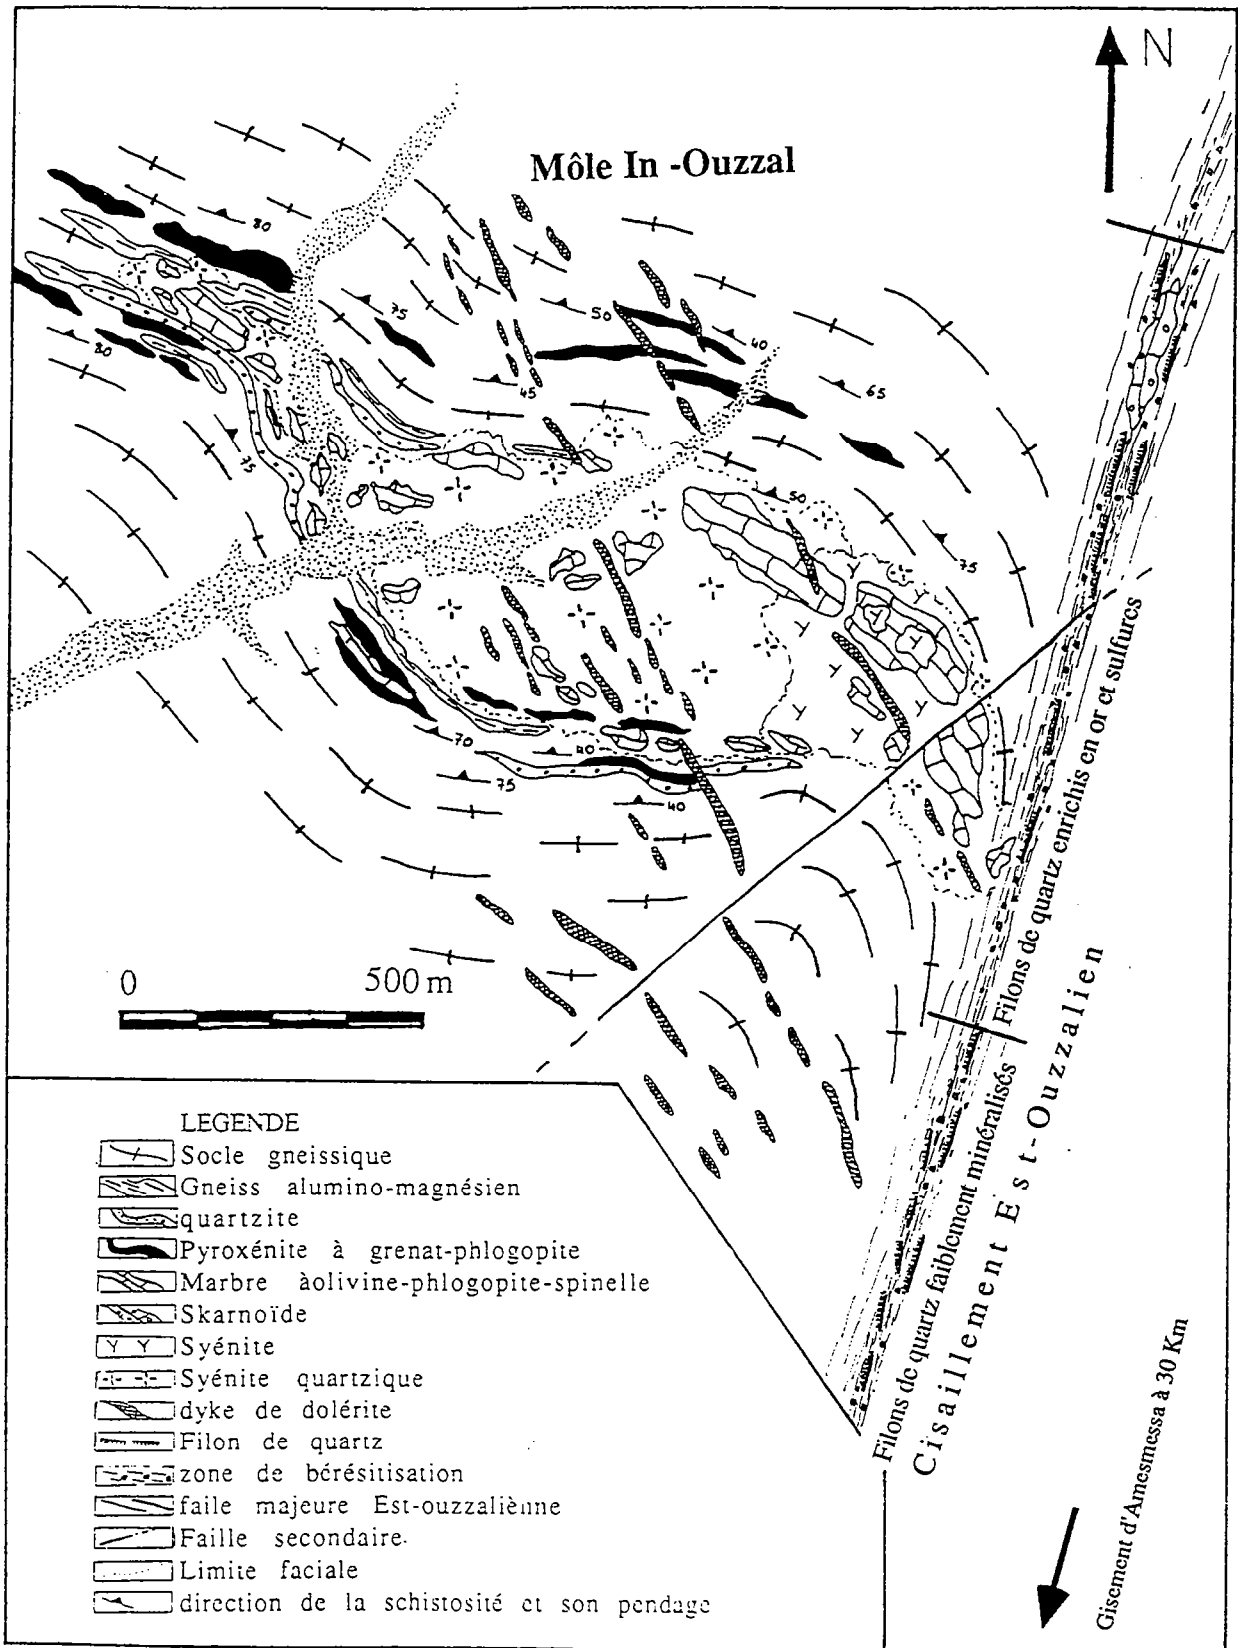 N
Môle In -Ouzzal
80
75
50
40
80
45
65
75
50
75
70
40
75
40
0 500 m
Filons de quartz enrichis en or et sulfures
Filons de quartz faiblement minéralisés
Cisaillement Est-Ouzzalien
Gisement d'Amesmessa à 30 Km
LEGENDE
Socle gneissique
Gneiss alumino-magnésien
quartzite
Pyroxénite à grenat-phlogopite
Marbre àolivine-phlogopite-spinelle
Skarnoïde
Y Y Syénite
Syénite quartzique
dyke de dolérite
Filon de quartz
zone de bérésitisation
faile majeure Est-ouzzaliènne
Faille secondaire
Limite faciale
direction de la schistosité et son pendage